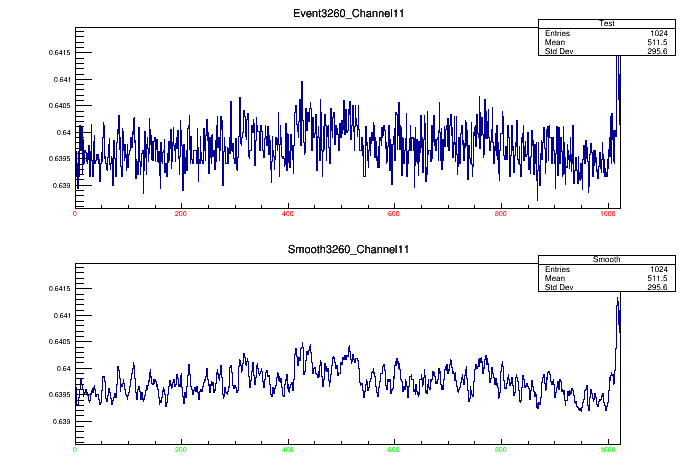 Event3260_Channel11
Test
Entries 1024
Mean 511.5
Std Dev 295.6
0.6415
0.641
0.6405
0.64
0.6395
0.639
0 200 400 600 800 1000
Smooth3260_Channel11
Smooth
Entries 1024
Mean 511.5
Std Dev 295.6
0.6415
0.641
0.6405
0.64
0.6395
0.639
0 200 400 600 800 1000